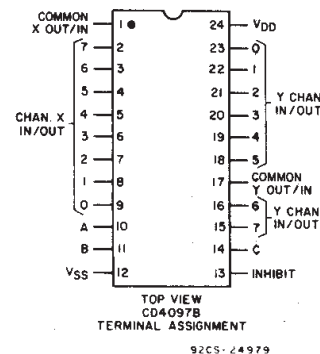 COMMON
X OUT/IN
1 24 VDD
7 2 23 0
6 3 22 1
5 4 21 2
4 5 20 3
3 6 19 4
2 7 18 5
CHAN. X
IN/OUT
Y CHAN
IN/OUT
1 8 17 COMMON
Y OUT/IN
0 9 16 6
A 10 15 7
Y CHAN
IN/OUT
B 11 14 C
VSS 12 13 INHIBIT
TOP VIEW
CD4097B
TERMINAL ASSIGNMENT
92CS-24979